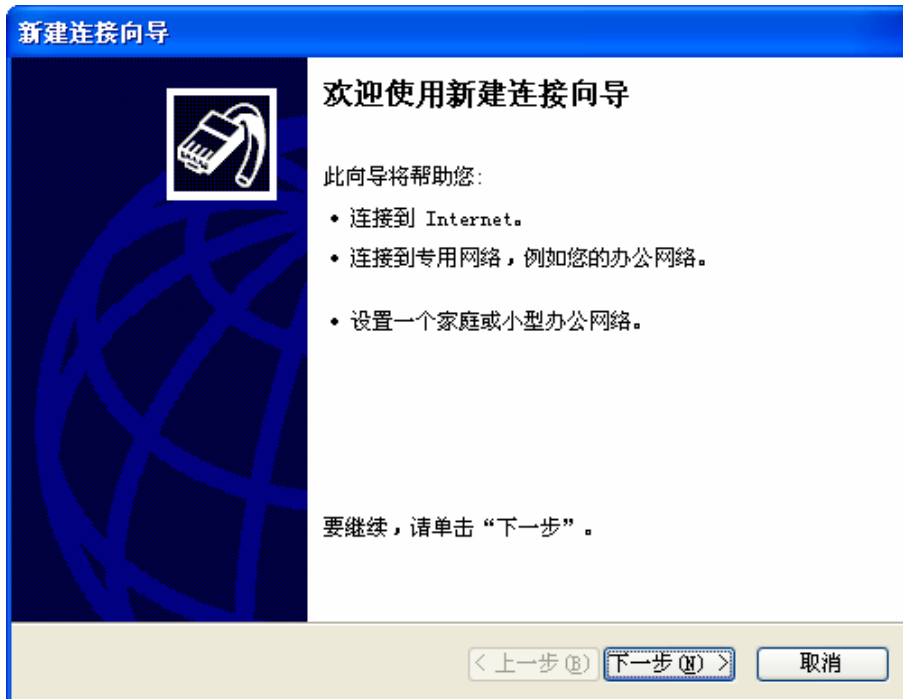 新建连接向导
欢迎使用新建连接向导
此向导将帮助您:
• 连接到 Internet。
• 连接到专用网络，例如您的办公网络。
• 设置一个家庭或小型办公网络。
要继续，请单击“下一步”。
< 上一步(B) 下一步(N) > 取消